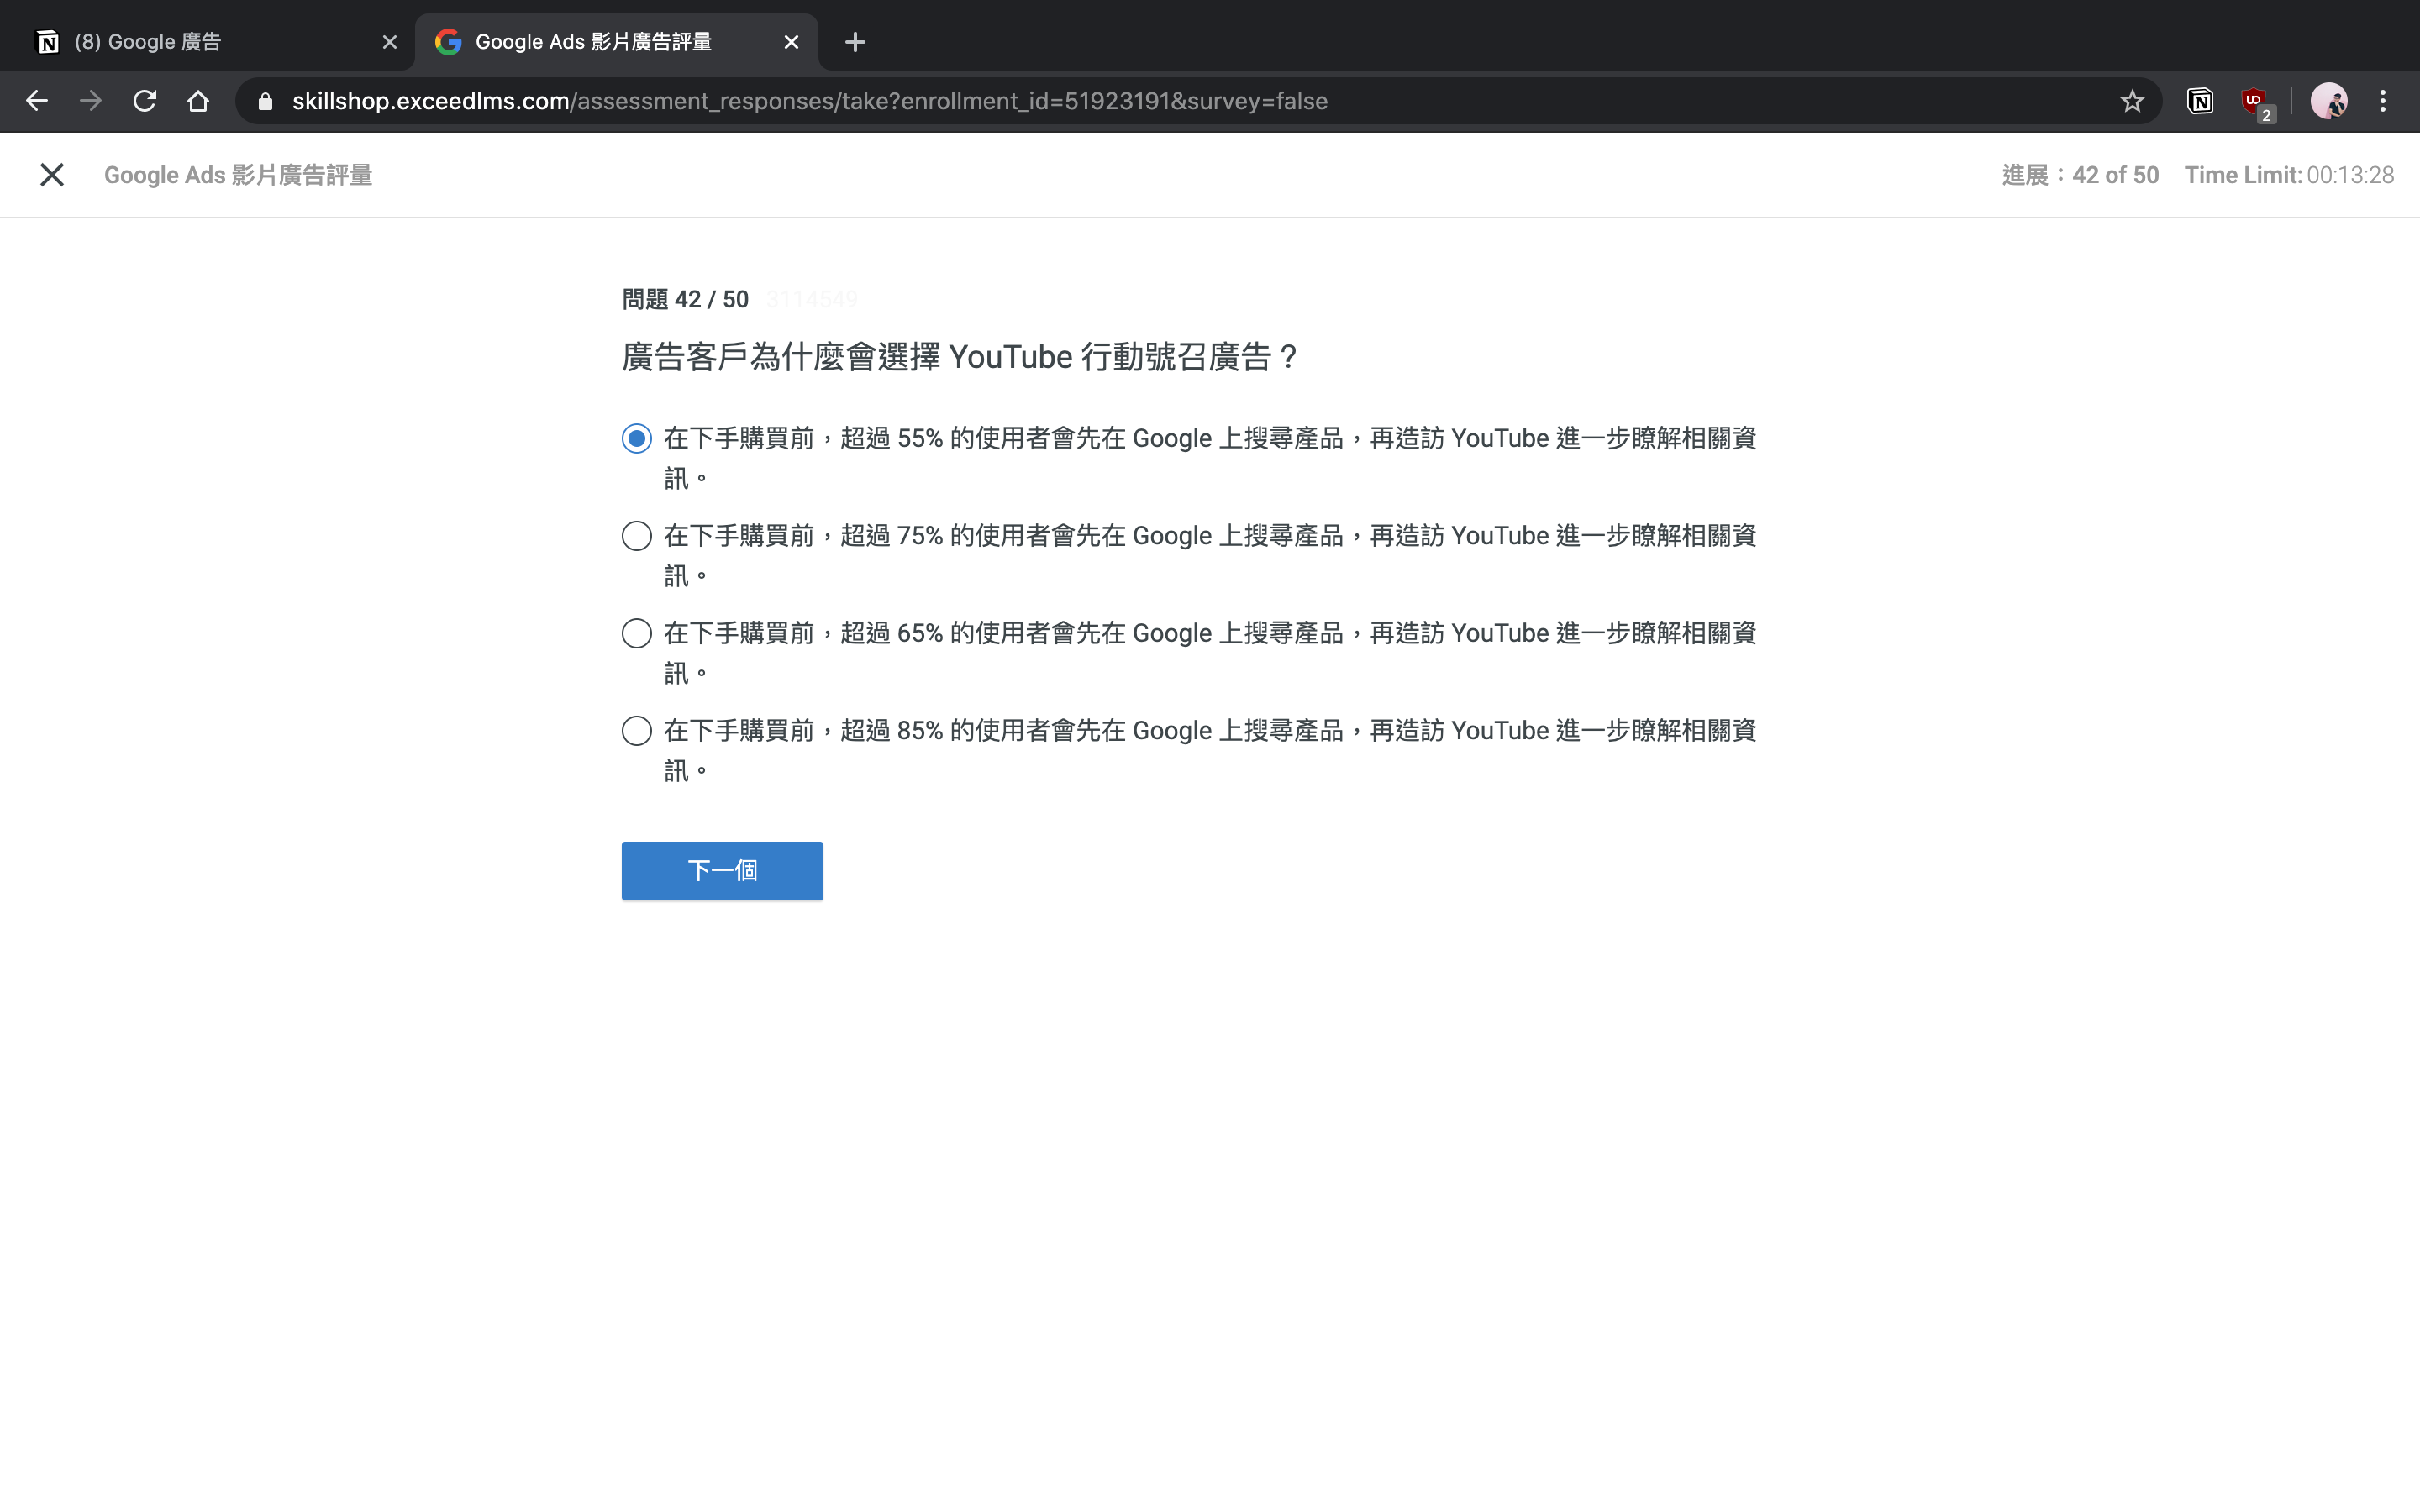 (8) Google 廣告
Google Ads 影片廣告評量
skillshop.exceedlms.com/assessment_responses/take?enrollment_id=51923191&survey=false
2
Google Ads 影片廣告評量
進展：42 of 50 Time Limit: 00:13:28
問題 42 / 50 3114549
廣告客戶為什麼會選擇 YouTube 行動號召廣告？
在下手購買前，超過 55% 的使用者會先在 Google 上搜尋產品，再造訪 YouTube 進一步瞭解相關資
訊。
在下手購買前，超過 75% 的使用者會先在 Google 上搜尋產品，再造訪 YouTube 進一步瞭解相關資
訊。
在下手購買前，超過 65% 的使用者會先在 Google 上搜尋產品，再造訪 YouTube 進一步瞭解相關資
訊。
在下手購買前，超過 85% 的使用者會先在 Google 上搜尋產品，再造訪 YouTube 進一步瞭解相關資
訊。
下一個